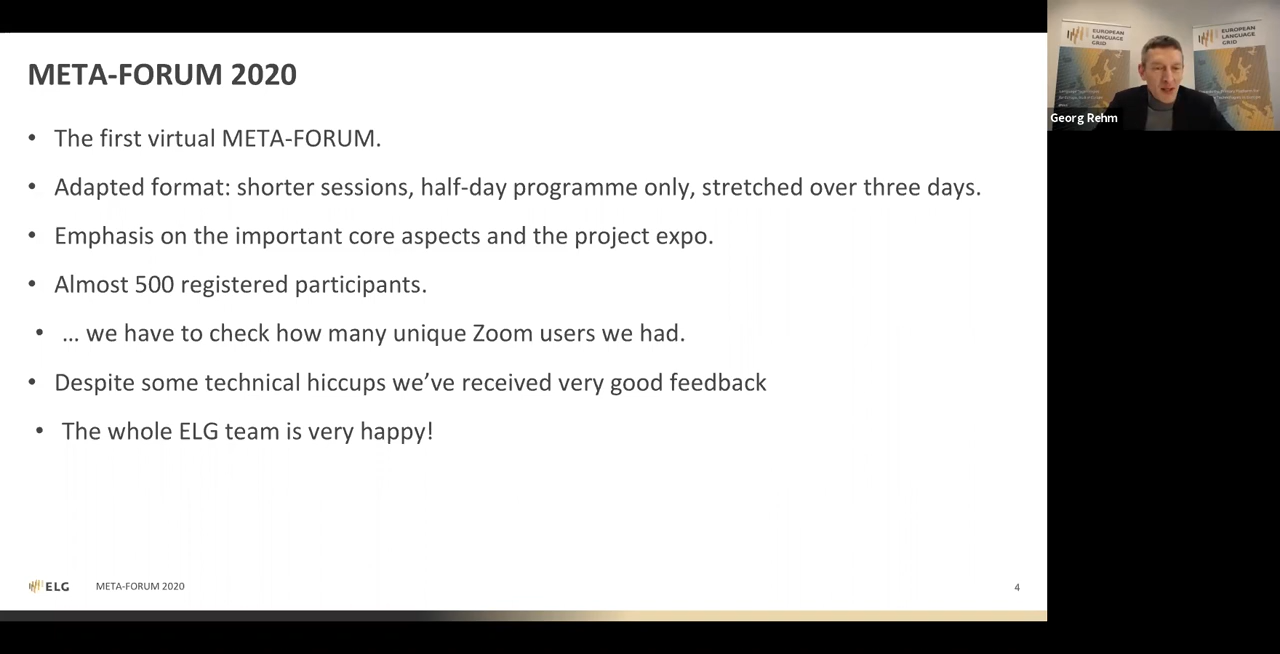 META-FORUM 2020
• The first virtual META-FORUM.
• Adapted format: shorter sessions, half-day programme only, stretched over three days.
• Emphasis on the important core aspects and the project expo.
• Almost 500 registered participants.
• … we have to check how many unique Zoom users we had.
• Despite some technical hiccups we’ve received very good feedback
• The whole ELG team is very happy!
ELG
META-FORUM 2020
4
EUROPEAN
LANGUAGE
GRID
EUROPEAN
LANGUAGE
GRID
Georg Rehm